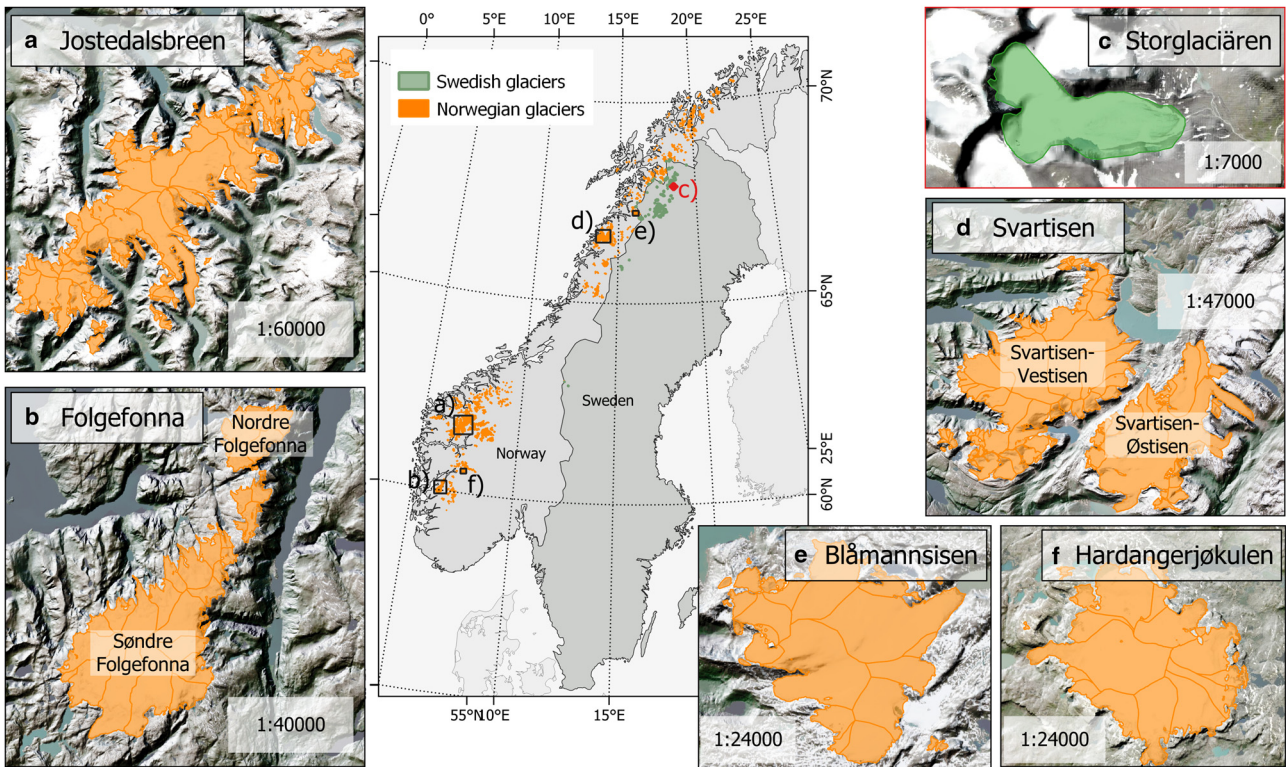 a Jostedalsbreen
1:60000
b Folgefonna
Nordre
Folgefonna
Søndre
Folgefonna
1:40000
0° 5°E 10°E 15°E 20°E 25°E
Swedish glaciers
Norwegian glaciers
70°N
65°N
25°E
60°N
c)
d)
e)
a)
b)
f)
Sweden
Norway
55°N 10°E 15°E
c Storglaciären
1:7000
d Svartisen
1:47000
Svartisen-
Vestisen
Svartisen-
Østisen
e Blåmannsisen
1:24000
f Hardangerjøkulen
1:24000